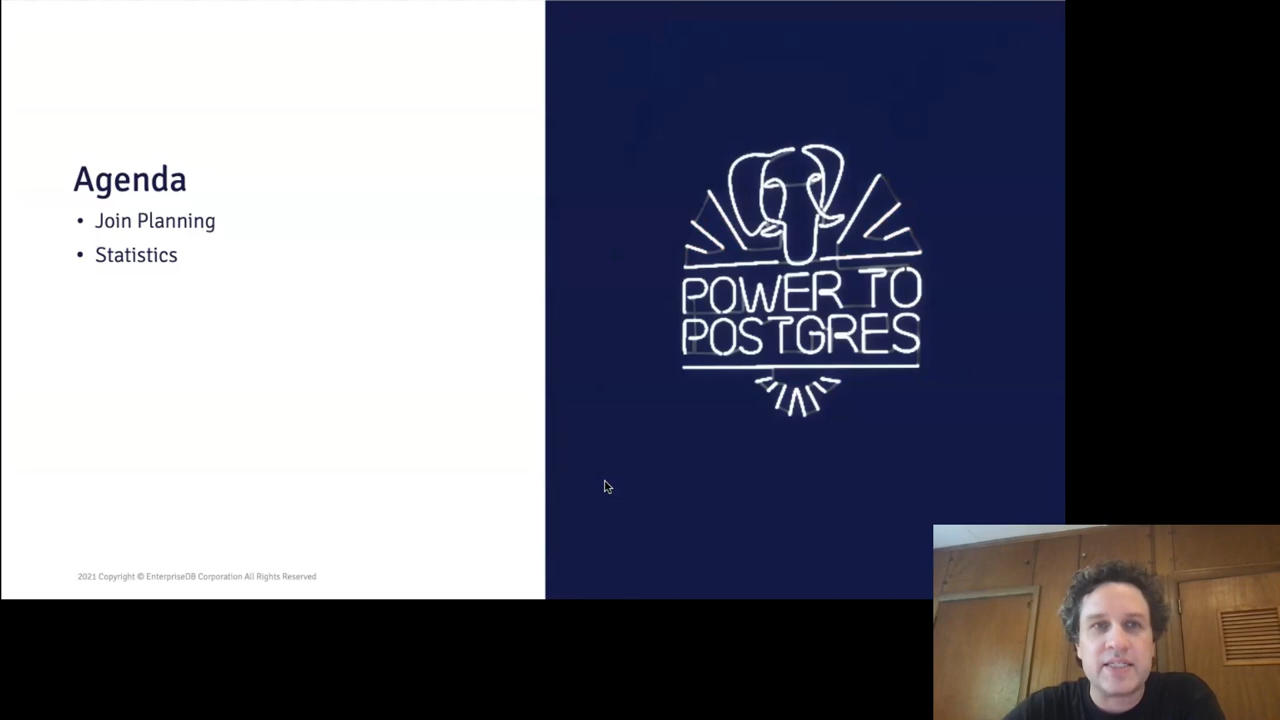 Agenda
• Join Planning
• Statistics
POWER TO
POSTGRES
2021 Copyright © EnterpriseDB Corporation All Rights Reserved